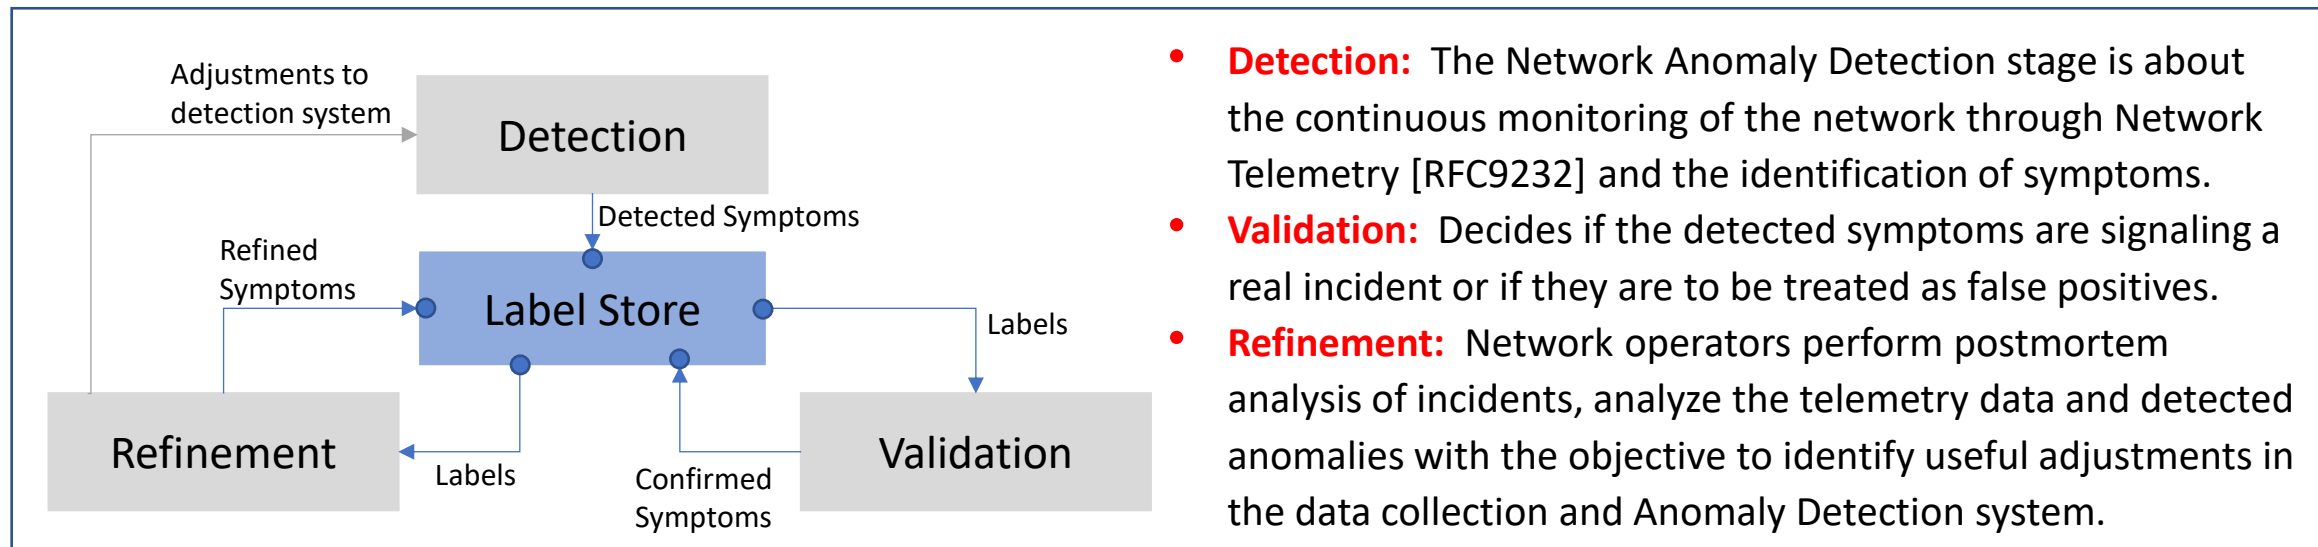 Adjustments to
detection system
Detection
Detected Symptoms
Refined
Symptoms
Label Store
Labels
Refinement
Labels
Confirmed
Symptoms
Validation
• Detection: The Network Anomaly Detection stage is about
the continuous monitoring of the network through Network
Telemetry [RFC9232] and the identification of symptoms.
• Validation: Decides if the detected symptoms are signaling a
real incident or if they are to be treated as false positives.
• Refinement: Network operators perform postmortem
analysis of incidents, analyze the telemetry data and detected
anomalies with the objective to identify useful adjustments in
the data collection and Anomaly Detection system.